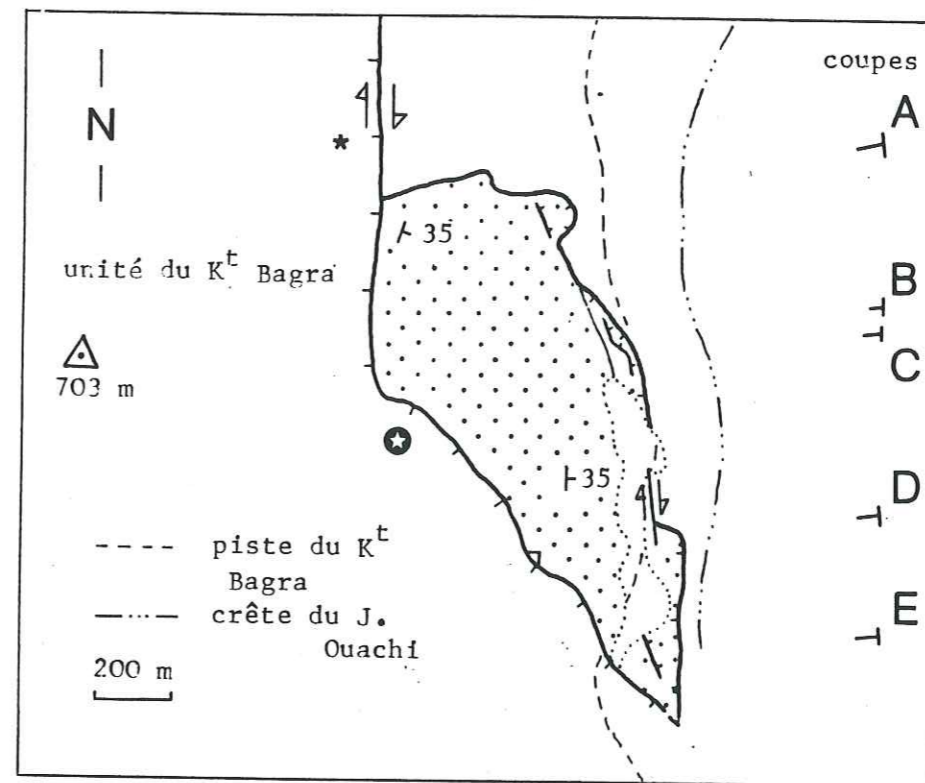 coupes
N
A
unité du Kt Bagra
35
B
703 m
C
35
D
piste du Kt
Bagra
crête du J.
Ouachi
E
200 m